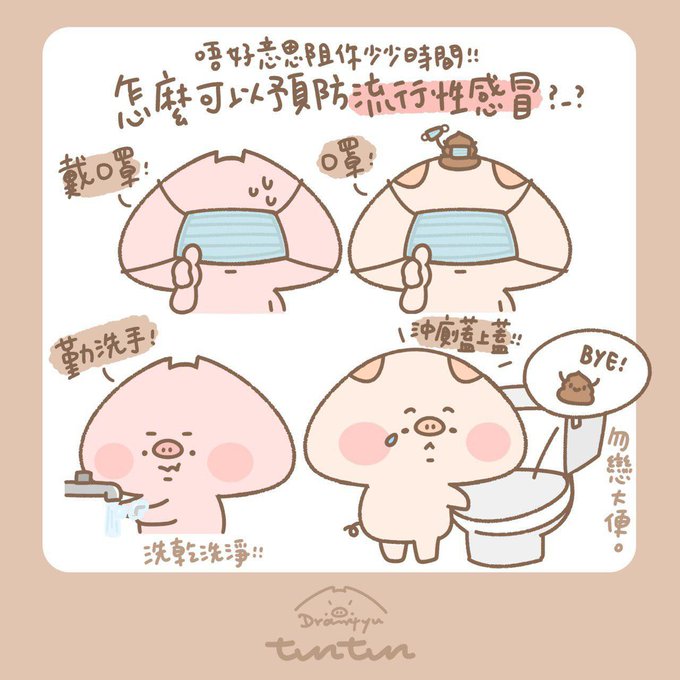 唔好意思阻你少少時間!!
怎麼可以預防流行性感冒?_?
戴口罩!
口罩!
勤洗手!
洗乾洗淨!!
沖廁蓋上蓋!!
BYE!
勿戀大便。
Dramyyu
tintin